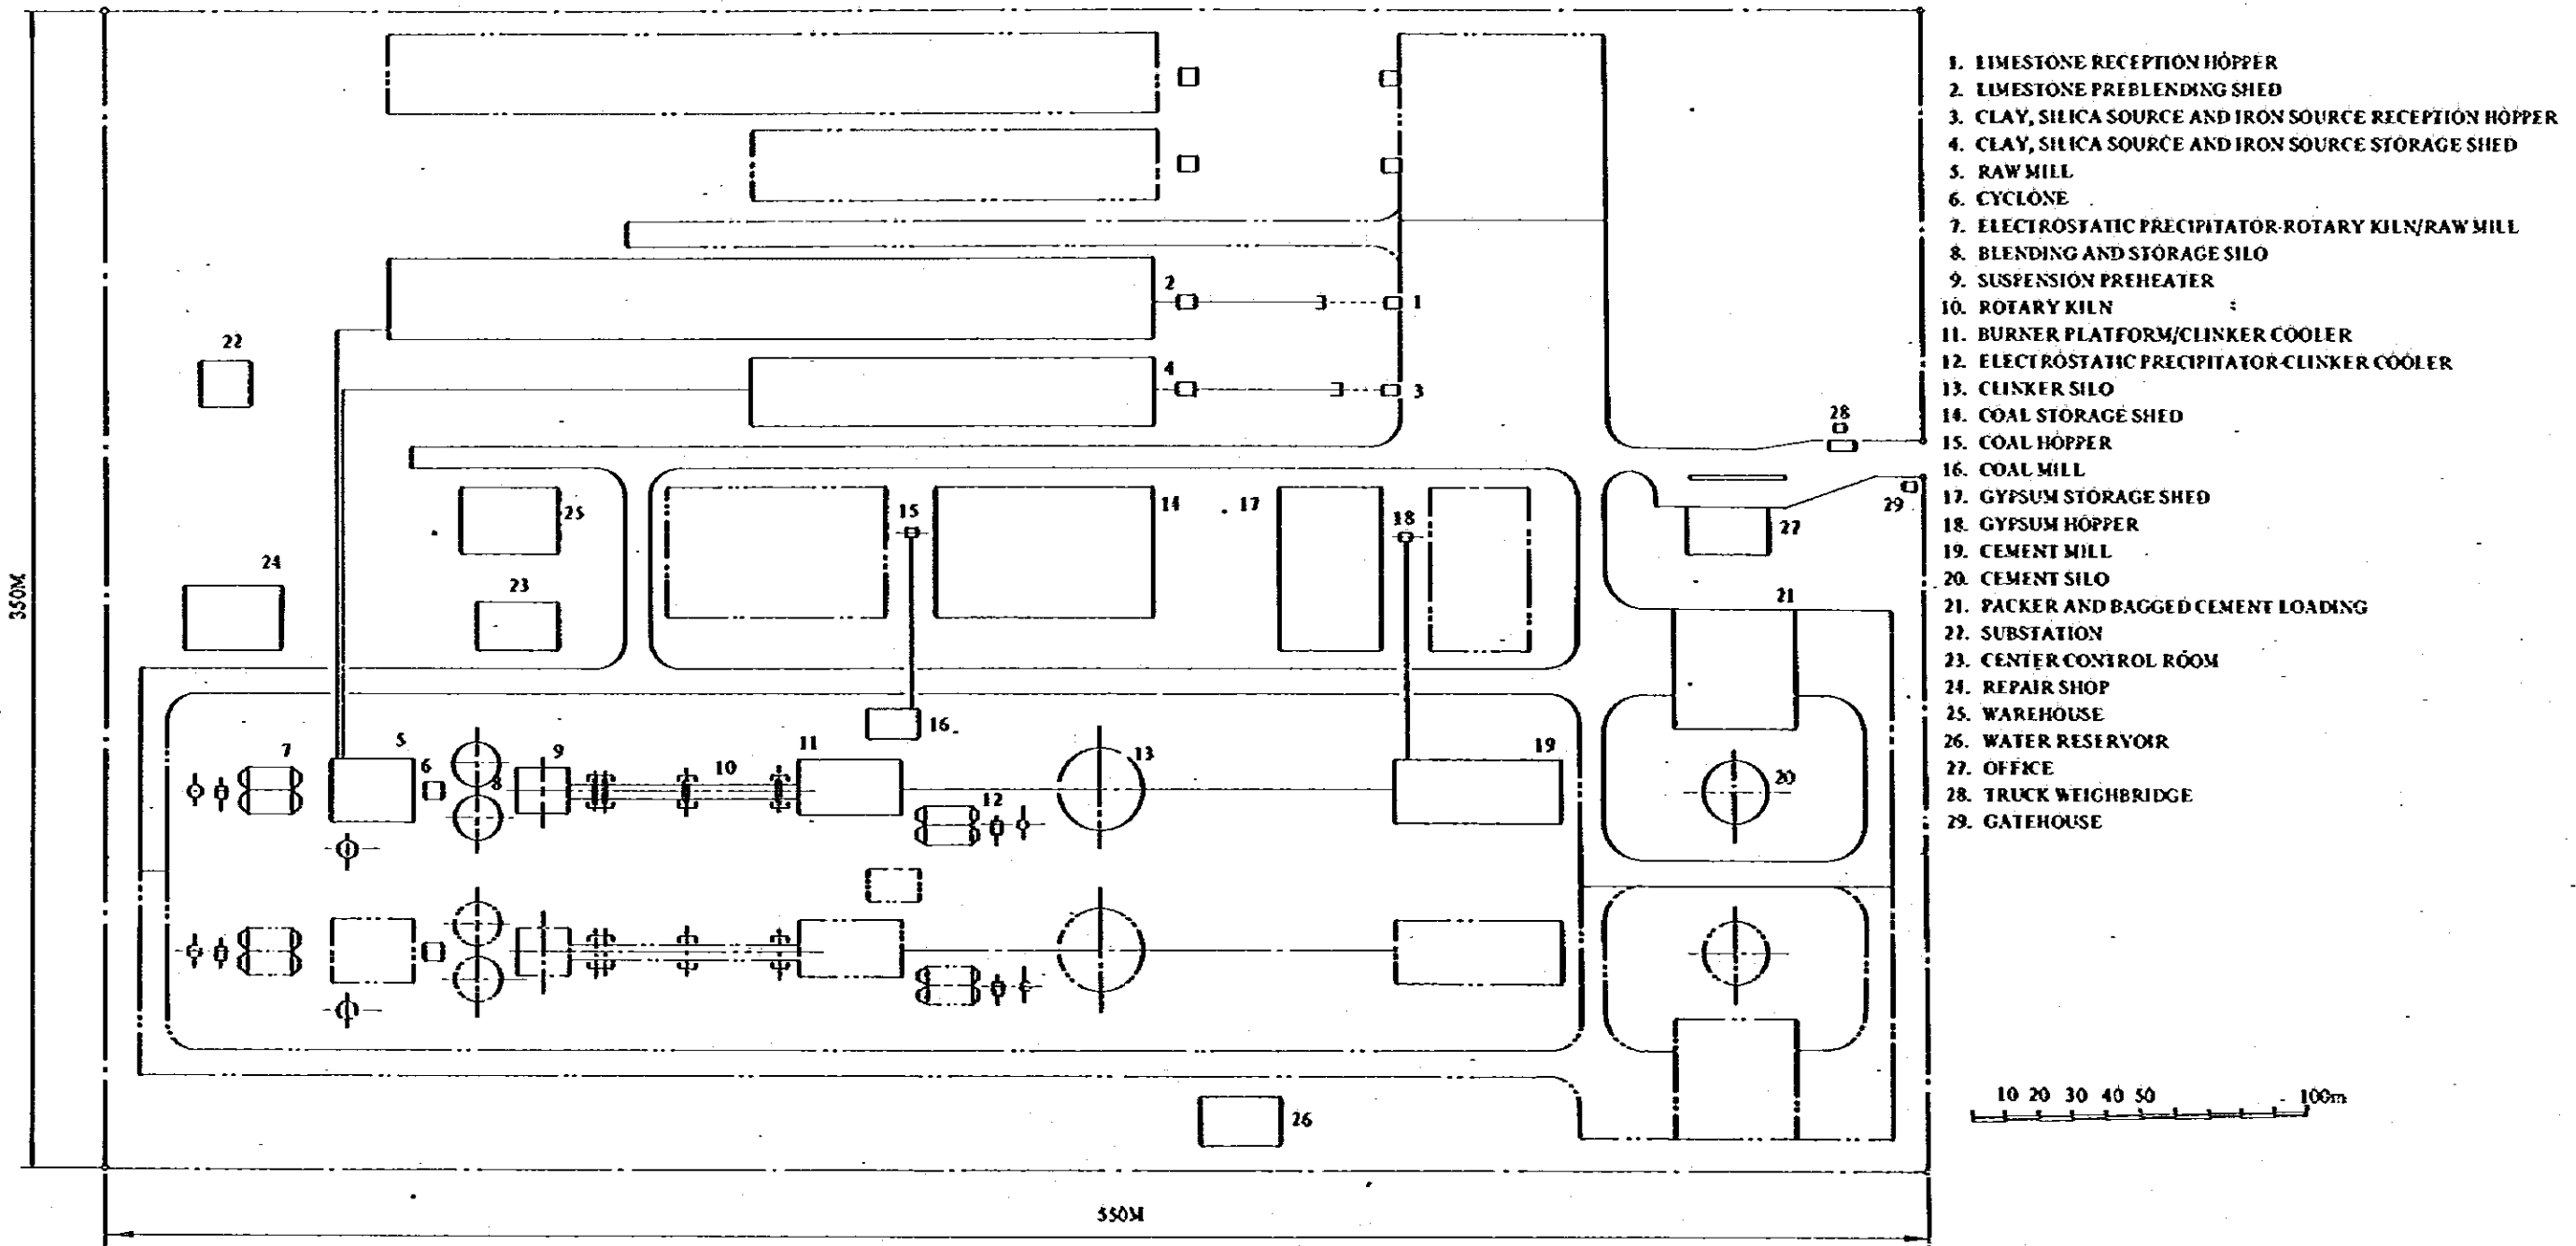 1. LIMESTONE RECEPTION HOPPER
2. LIMESTONE PREBLENDING SHED
3. CLAY, SILICA SOURCE AND IRON SOURCE RECEPTION HOPPER
4. CLAY, SILICA SOURCE AND IRON SOURCE STORAGE SHED
5. RAW MILL
6. CYCLONE
7. ELECTROSTATIC PRECIPITATOR-ROTARY KILN/RAW MILL
8. BLENDING AND STORAGE SILO
9. SUSPENSION PREHEATER
10. ROTARY KILN
11. BURNER PLATFORM/CLINKER COOLER
12. ELECTROSTATIC PRECIPITATOR-CLINKER COOLER
13. CLINKER SILO
14. COAL STORAGE SHED
15. COAL HOPPER
16. COAL MILL
17. GYPSUM STORAGE SHED
18. GYPSUM HOPPER
19. CEMENT MILL
20. CEMENT SILO
21. PACKER AND BAGGED CEMENT LOADING
22. SUBSTATION
23. CENTER CONTROL ROOM
24. REPAIR SHOP
25. WAREHOUSE
26. WATER RESERVOIR
27. OFFICE
28. TRUCK WEIGHBRIDGE
29. GATEHOUSE
2
1
22
4
3
28
25
15
14
17
18
27
29
24
23
21
16
7
5
6
8
9
10
11
12
13
19
20
26
350M
550M
10 20 30 40 50 100m